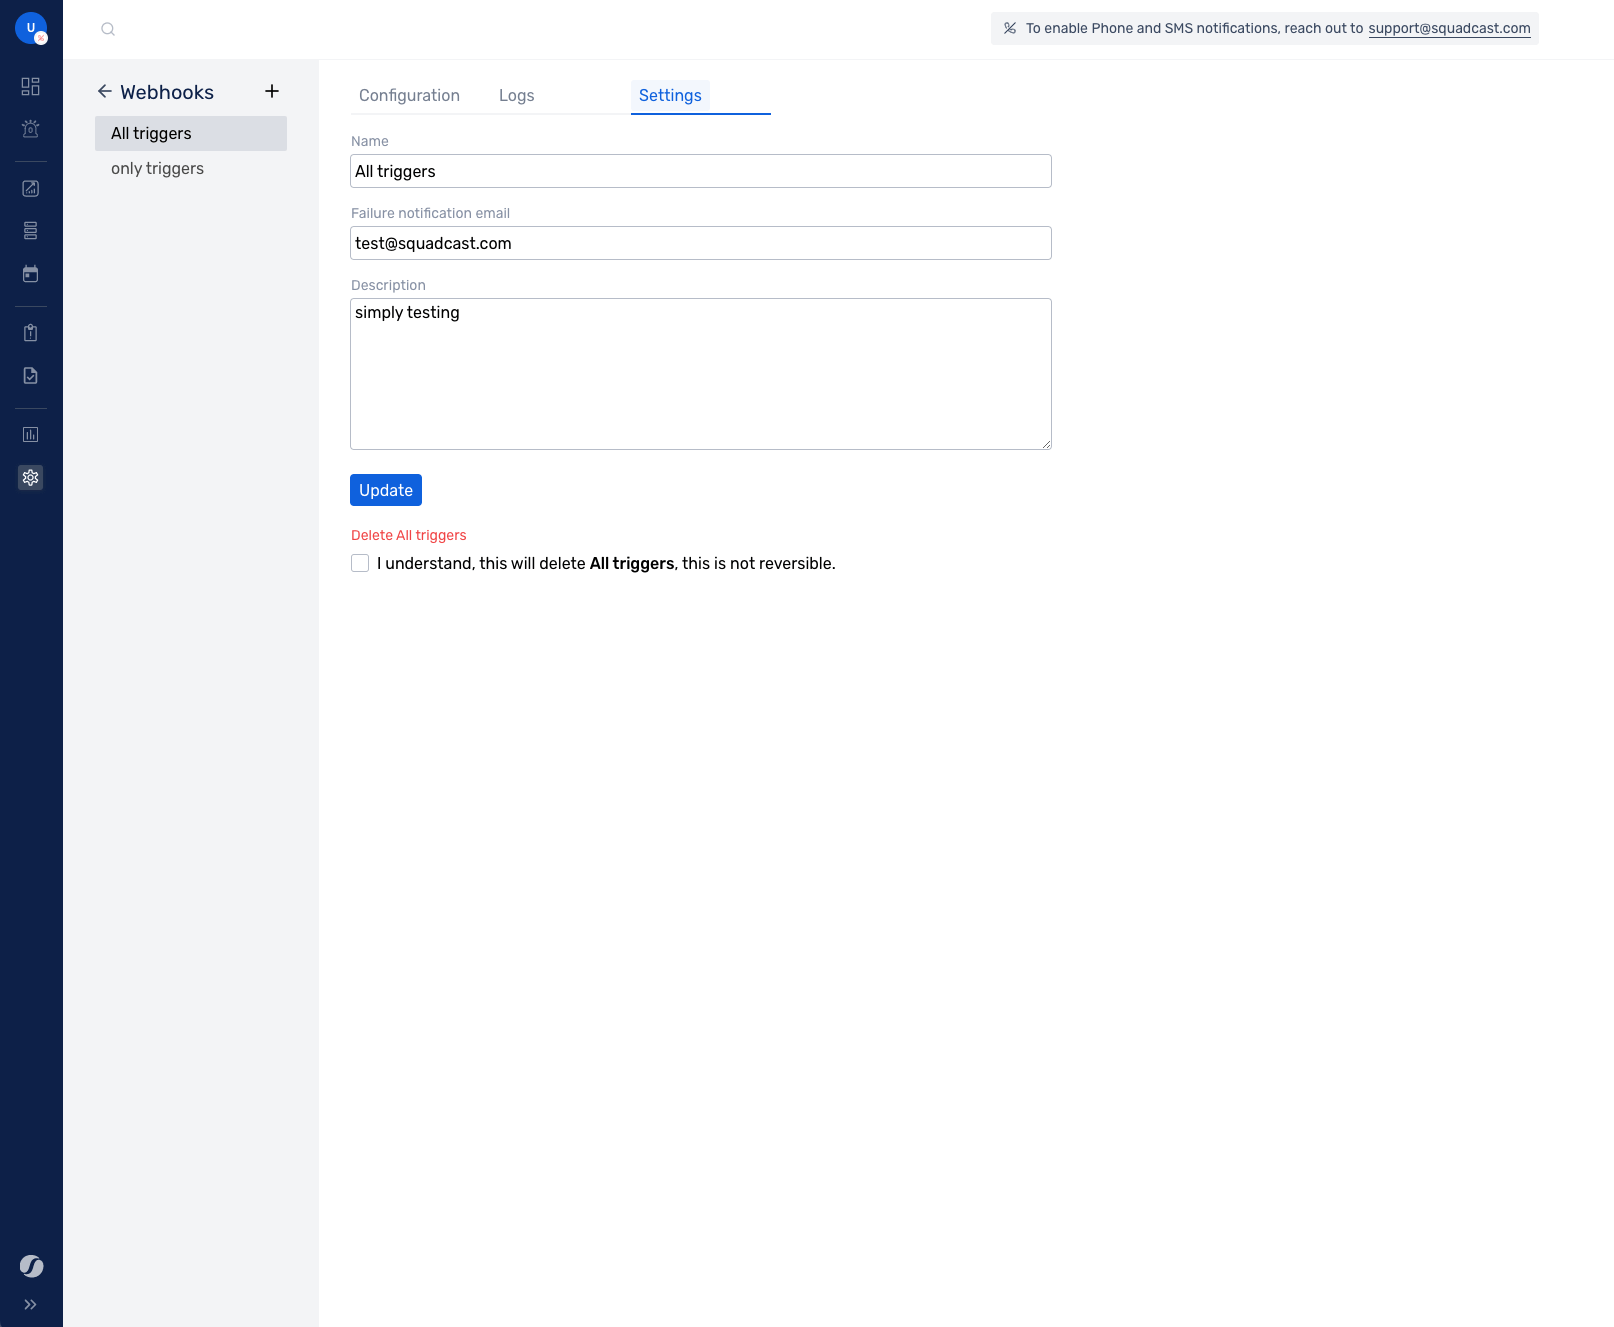 U
To enable Phone and SMS notifications, reach out to support@squadcast.com
Webhooks
All triggers
only triggers
Configuration
Logs
Settings
Name
All triggers
Failure notification email
test@squadcast.com
Description
simply testing
Update
Delete All triggers
I understand, this will delete All triggers, this is not reversible.